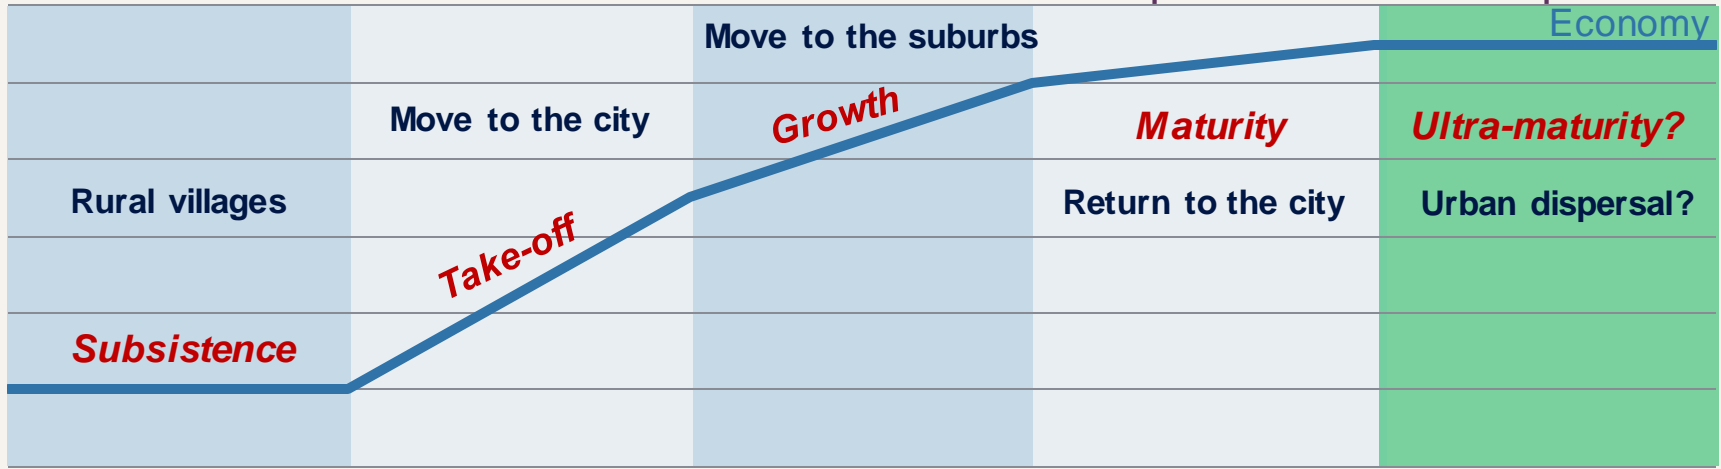 Economy
Move to the suburbs
Move to the city
Growth
Maturity
Ultra-maturity?
Rural villages
Return to the city
Urban dispersal?
Take-off
Subsistence